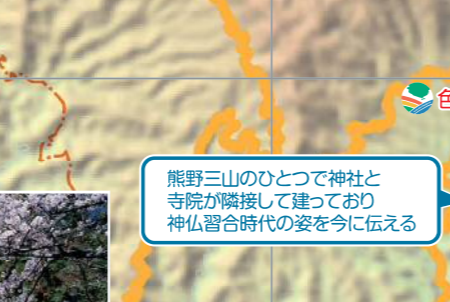 色
熊野三山のひとつで神社と
寺院が隣接して建っており
神仏習合時代の姿を今に伝える